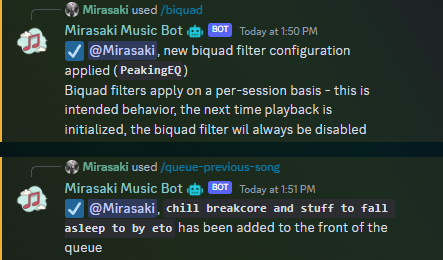 Mirasaki used /biquad
Mirasaki Music Bot BOT Today at 1:50 PM
@Mirasaki, new biquad filter configuration
applied (PeakingEQ)
Biquad filters apply on a per-session basis - this is
intended behavior, the next time playback is
initialized, the biquad filter wil always be disabled
Mirasaki used /queue-previous-song
Mirasaki Music Bot BOT Today at 1:51 PM
@Mirasaki, chill breakcore and stuff to fall
asleep to by eto has been added to the front of the
queue